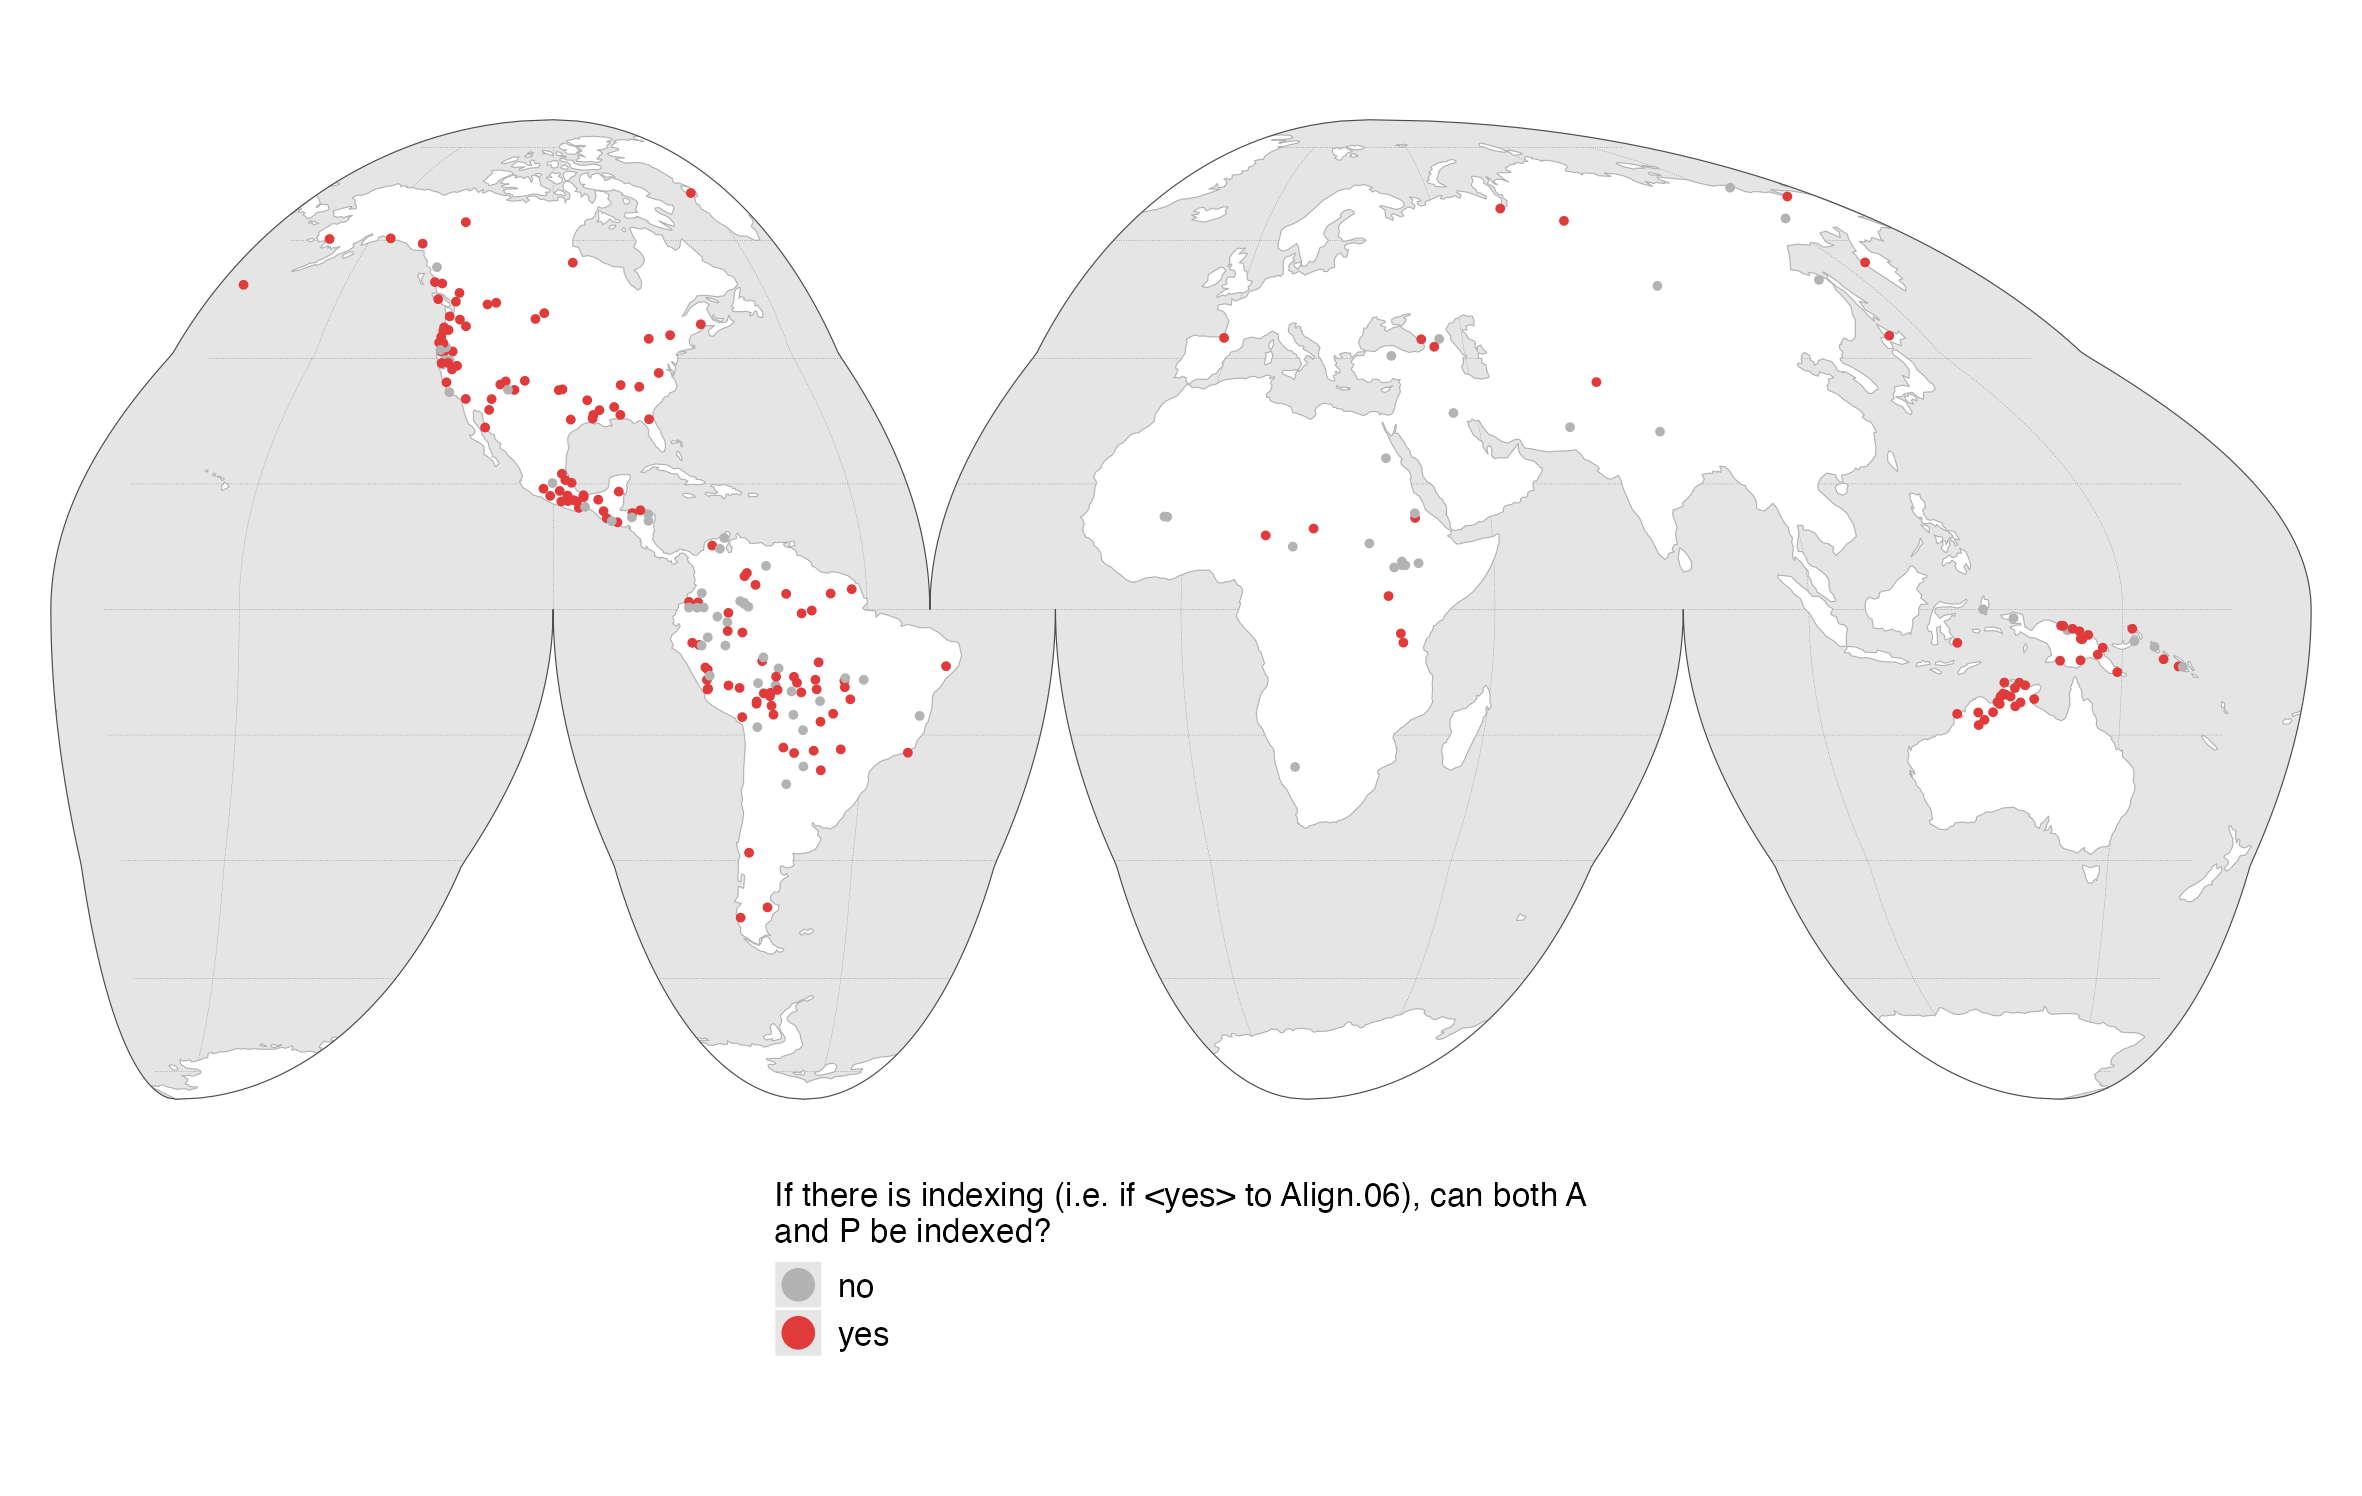 If there is indexing (i.e. if <yes> to Align.06), can both A
and P be indexed?
no
yes